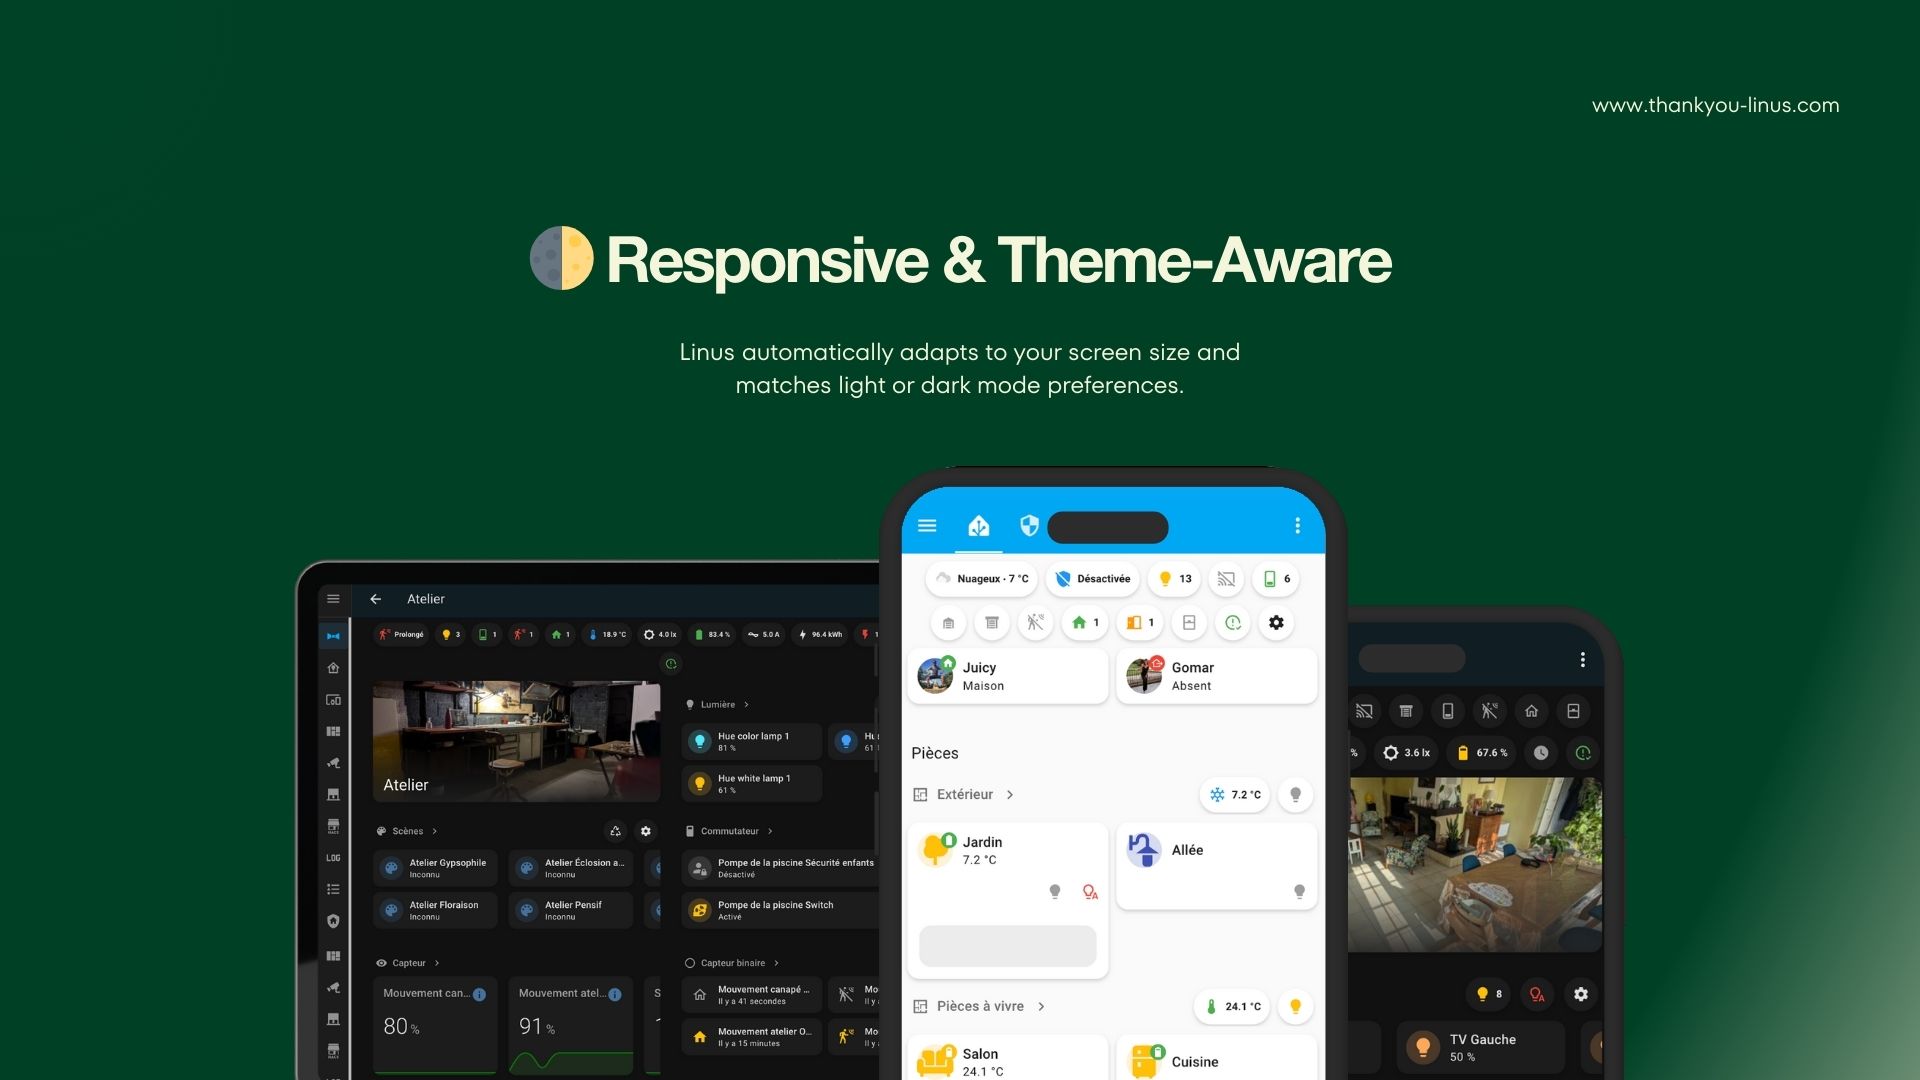 www.thankyou-linus.com
Responsive & Theme-Aware
Linus automatically adapts to your screen size and
matches light or dark mode preferences.
Atelier
Prolongé 3 1 1 1 18.9 °C 4.0 lx 83.4 % 5.0 A 96.4 kWh 1
Atelier
Scènes
Atelier Gypsophile
Inconnu
Atelier Éclosion a...
Inconnu
Atelier Floraison
Inconnu
Atelier Pensif
Inconnu
Capteur
Mouvement can...
80 %
Mouvement atel...
91 %
S
LOG
Lumière
Hue color lamp 1
81 %
Hu
61
Hue white lamp 1
61 %
Commutateur
Pompe de la piscine Sécurité enfants
Désactivé
Pompe de la piscine Switch
Activé
Capteur binaire
Mouvement canapé ...
Il y a 41 secondes
Mo
Il y
Mouvement atelier O...
Il y a 15 minutes
Mo
Il y
Nuageux · 7 °C Désactivée 13 6
1 1
Juicy
Maison
Gomar
Absent
Pièces
Extérieur 7.2 °C
Jardin
7.2 °C
Allée
Pièces à vivre 24.1 °C
Salon
24.1 °C
Cuisine
% 3.6 lx 67.6 %
8
TV Gauche
50 %